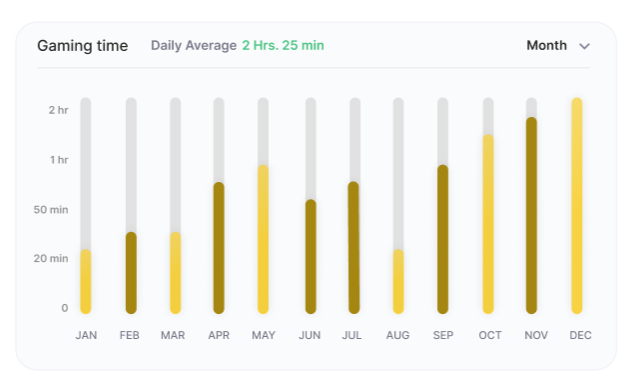 Gaming time Daily Average 2 Hrs. 25 min Month
2 hr
1 hr
50 min
20 min
0
JAN FEB MAR APR MAY JUN JUL AUG SEP OCT NOV DEC